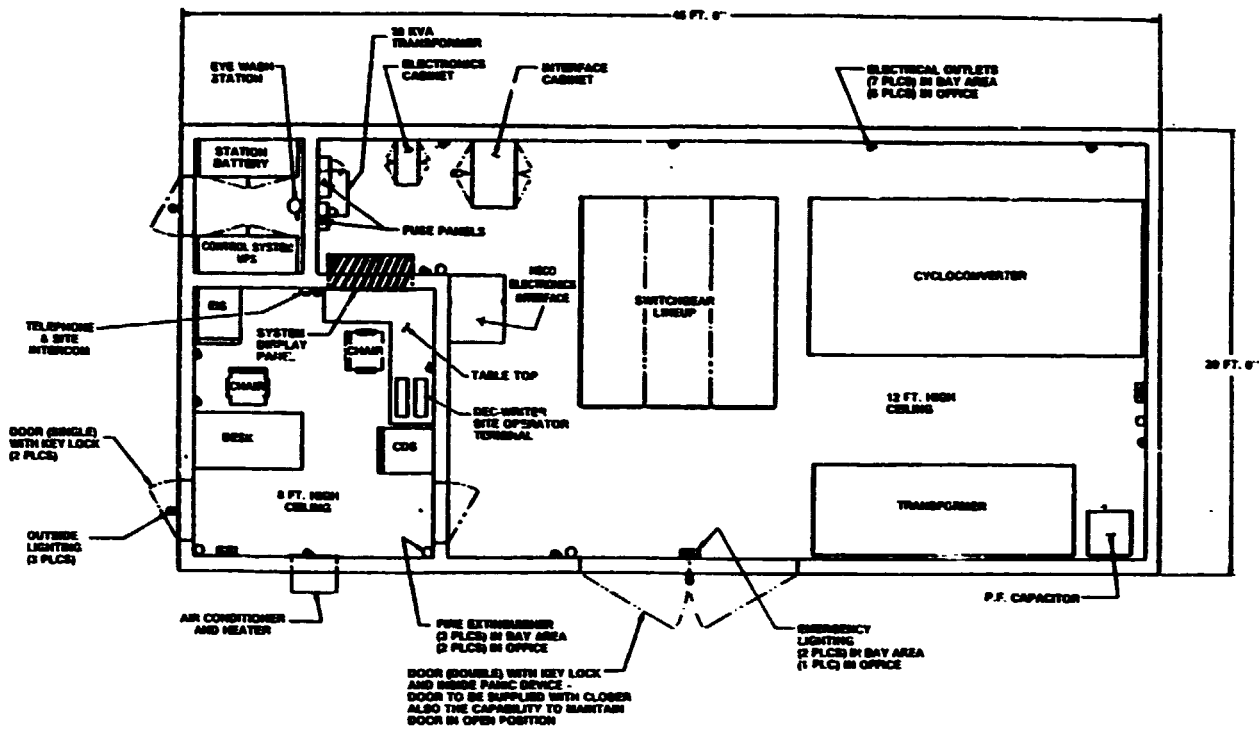 45 FT. 0"
30 KVA
TRANSFORMER
ELECTRONICS
CABINET
INTERFACE
CABINET
EYE WASH
STATION
ELECTRICAL OUTLETS
(7 PLCS) IN BAY AREA
PLCS) IN OFFICE
STATION
BATTERY
FUSE PANELS
CONTROL SYSTEM
UPS
ELECTRONICS
INTERFACE
CYCLOCONVERTER
SWITCHGEAR
LINEUP
TELEPHONE
& SITE
INTERCOM
SYSTEM
DISPLAY
PANEL
CHAIR
20 FT. 0"
TABLE TOP
CHAIR
12 FT. HIGH
CEILING
DEC-WRITER
SITE OPERATOR
TERMINAL
DOOR (SINGLE)
WITH KEY LOCK
(2 PLCS)
DESK
CDS
8 FT. HIGH
CEILING
TRANSFORMER
OUTSIDE
LIGHTING
(3 PLCS)
P.F. CAPACITOR
AIR CONDITIONER
AND HEATER
FIRE EXTINGUISHER
(3 PLCS) IN BAY AREA
(2 PLCS) IN OFFICE
EMERGENCY
LIGHTING
(2 PLCS) IN BAY AREA
(1 PLC) IN OFFICE
DOOR (DOUBLE) WITH KEY LOCK
AND INSIDE PANIC DEVICE -
DOOR TO BE SUPPLIED WITH CLOSER
ALSO THE CAPABILITY TO MAINTAIN
DOOR IN OPEN POSITION